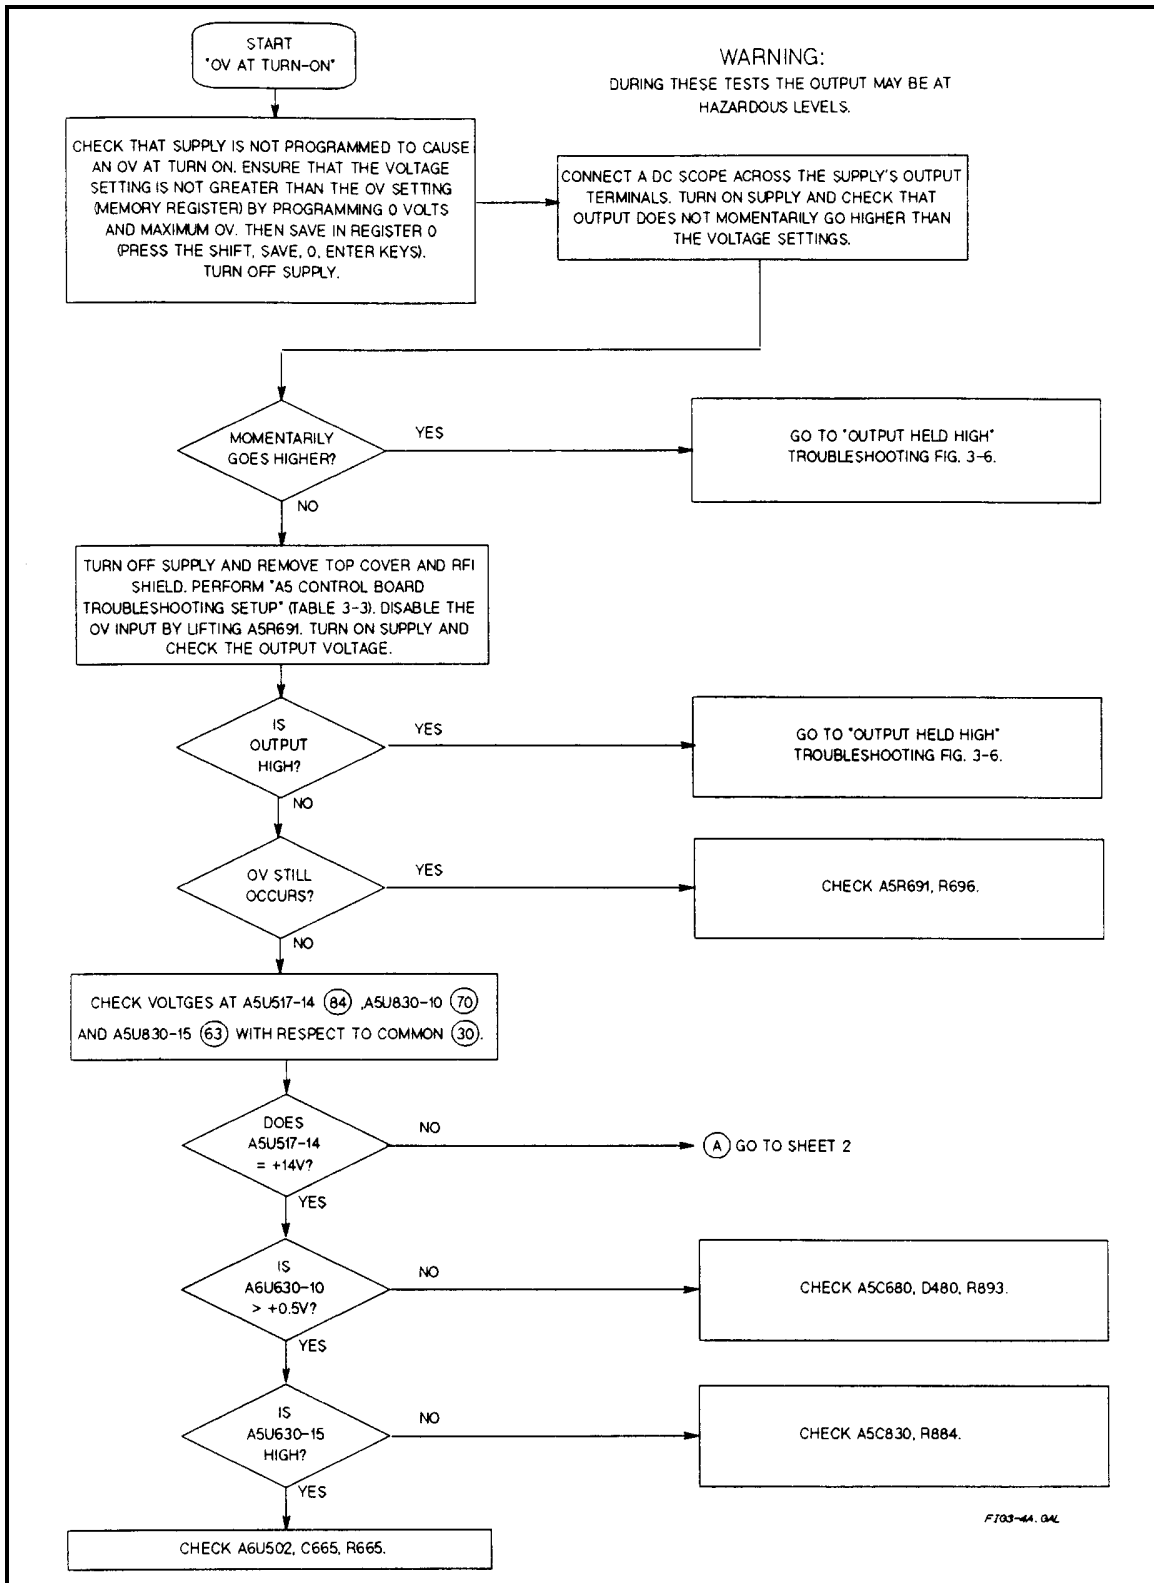 START
"OV AT TURN-ON"
WARNING:
DURING THESE TESTS THE OUTPUT MAY BE AT
HAZARDOUS LEVELS.
CHECK THAT SUPPLY IS NOT PROGRAMMED TO CAUSE
AN OV AT TURN ON. ENSURE THAT THE VOLTAGE
SETTING IS NOT GREATER THAN THE OV SETTING
(MEMORY REGISTER) BY PROGRAMMING 0 VOLTS
AND MAXIMUM OV. THEN SAVE IN REGISTER 0
(PRESS THE SHIFT, SAVE, 0, ENTER KEYS).
TURN OFF SUPPLY.
CONNECT A DC SCOPE ACROSS THE SUPPLY'S OUTPUT
TERMINALS. TURN ON SUPPLY AND CHECK THAT
OUTPUT DOES NOT MOMENTARILY GO HIGHER THAN
THE VOLTAGE SETTINGS.
MOMENTARILY
GOES HIGHER?
YES
GO TO "OUTPUT HELD HIGH"
TROUBLESHOOTING FIG. 3-6.
NO
TURN OFF SUPPLY AND REMOVE TOP COVER AND RFI
SHIELD. PERFORM "A5 CONTROL BOARD
TROUBLESHOOTING SETUP" (TABLE 3-3). DISABLE THE
OV INPUT BY LIFTING A5R691. TURN ON SUPPLY AND
CHECK THE OUTPUT VOLTAGE.
IS
OUTPUT
HIGH?
YES
GO TO "OUTPUT HELD HIGH"
TROUBLESHOOTING FIG. 3-6.
NO
OV STILL
OCCURS?
YES
CHECK A5R691, R696.
NO
CHECK VOLTGES AT A5U517-14 (84) ,A5U830-10 (70)
AND A5U830-15 (63) WITH RESPECT TO COMMON (30).
DOES
A5U517-14
= +14V?
NO
(A) GO TO SHEET 2
YES
IS
A6U630-10
> +0.5V?
NO
CHECK A5C680, D480, R893.
YES
IS
A5U630-15
HIGH?
NO
CHECK A5C830, R884.
YES
CHECK A6U502, C665, R665.
FIG3-4A.GAL